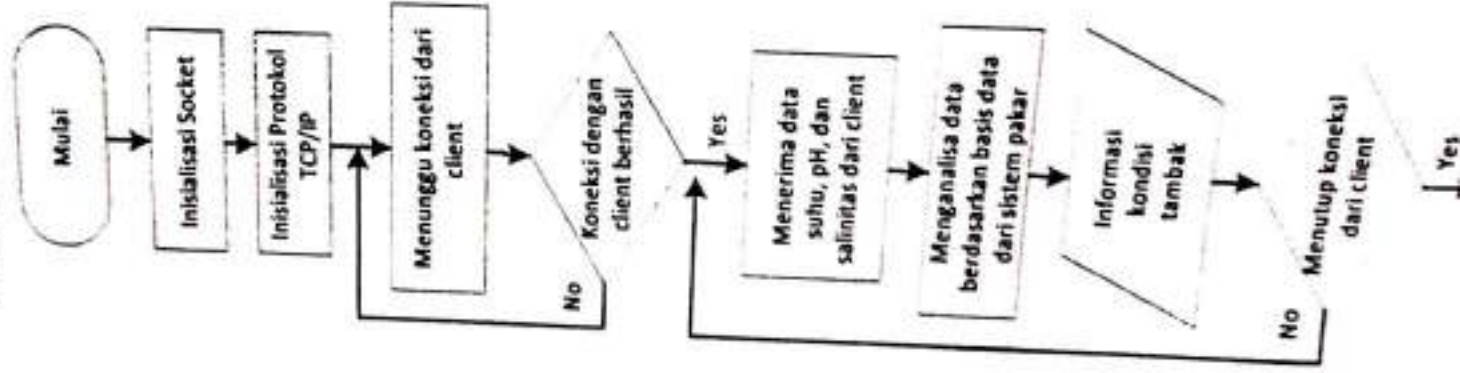 Mulai
Inisialisasi Socket
Inisialisasi Protokol
TCP/IP
Menunggu koneksi dari
client
Koneksi dengan
client berhasil
No
Yes
Menerima data
suhu, pH, dan
salinitas dari client
Menganalisa data
berdasarkan basis data
dari sistem pakar
Informasi
kondisi
tambak
Menutup koneksi
dari client
No
Yes